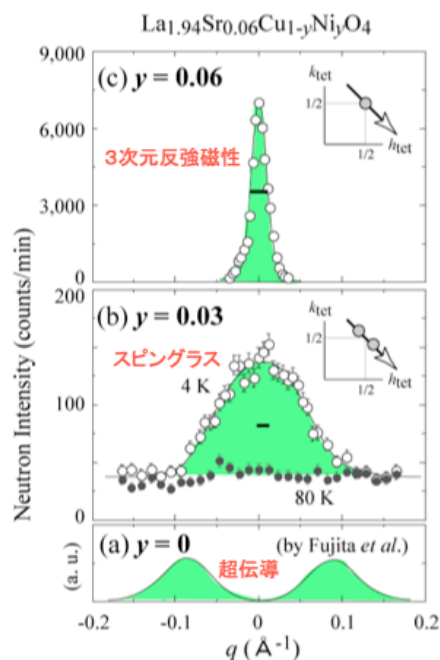 La1.94Sr0.06Cu1-yNiyO4
Neutron Intensity (counts/min)
9,000
6,000
3,000
0
(c) y = 0.06
3次元反強磁性
ktet
1/2
1/2
htet
200
150
100
50
0
(b) y = 0.03
スピングラス
4 K
80 K
ktet
1/2
1/2
htet
(a. u.)
(a) y = 0
(by Fujita et al.)
超伝導
-0.2
-0.1
0
0.1
0.2
q (Å-1)